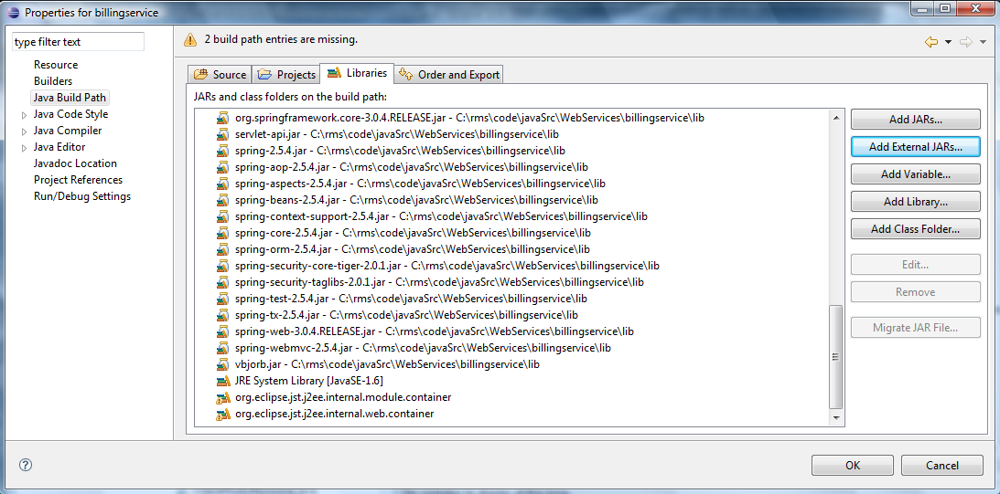 Properties for billingservice
type filter text
Resource
Builders
Java Build Path
Java Code Style
Java Compiler
Java Editor
Javadoc Location
Project References
Run/Debug Settings
2 build path entries are missing.
Source Projects Libraries Order and Export
JARs and class folders on the build path:
org.springframework.core-3.0.4.RELEASE.jar - C:\rms\code\javaSrc\WebServices\billingservice\lib
servlet-api.jar - C:\rms\code\javaSrc\WebServices\billingservice\lib
spring-2.5.4.jar - C:\rms\code\javaSrc\WebServices\billingservice\lib
spring-aop-2.5.4.jar - C:\rms\code\javaSrc\WebServices\billingservice\lib
spring-aspects-2.5.4.jar - C:\rms\code\javaSrc\WebServices\billingservice\lib
spring-beans-2.5.4.jar - C:\rms\code\javaSrc\WebServices\billingservice\lib
spring-context-support-2.5.4.jar - C:\rms\code\javaSrc\WebServices\billingservice\lib
spring-core-2.5.4.jar - C:\rms\code\javaSrc\WebServices\billingservice\lib
spring-orm-2.5.4.jar - C:\rms\code\javaSrc\WebServices\billingservice\lib
spring-security-core-tiger-2.0.1.jar - C:\rms\code\javaSrc\WebServices\billingservice\lib
spring-security-taglibs-2.0.1.jar - C:\rms\code\javaSrc\WebServices\billingservice\lib
spring-test-2.5.4.jar - C:\rms\code\javaSrc\WebServices\billingservice\lib
spring-tx-2.5.4.jar - C:\rms\code\javaSrc\WebServices\billingservice\lib
spring-web-3.0.4.RELEASE.jar - C:\rms\code\javaSrc\WebServices\billingservice\lib
spring-webmvc-2.5.4.jar - C:\rms\code\javaSrc\WebServices\billingservice\lib
vbjorb.jar - C:\rms\code\javaSrc\WebServices\billingservice\lib
JRE System Library [JavaSE-1.6]
org.eclipse.jst.j2ee.internal.module.container
org.eclipse.jst.j2ee.internal.web.container
Add JARs...
Add External JARs...
Add Variable...
Add Library...
Add Class Folder...
Edit...
Remove
Migrate JAR File...
OK Cancel